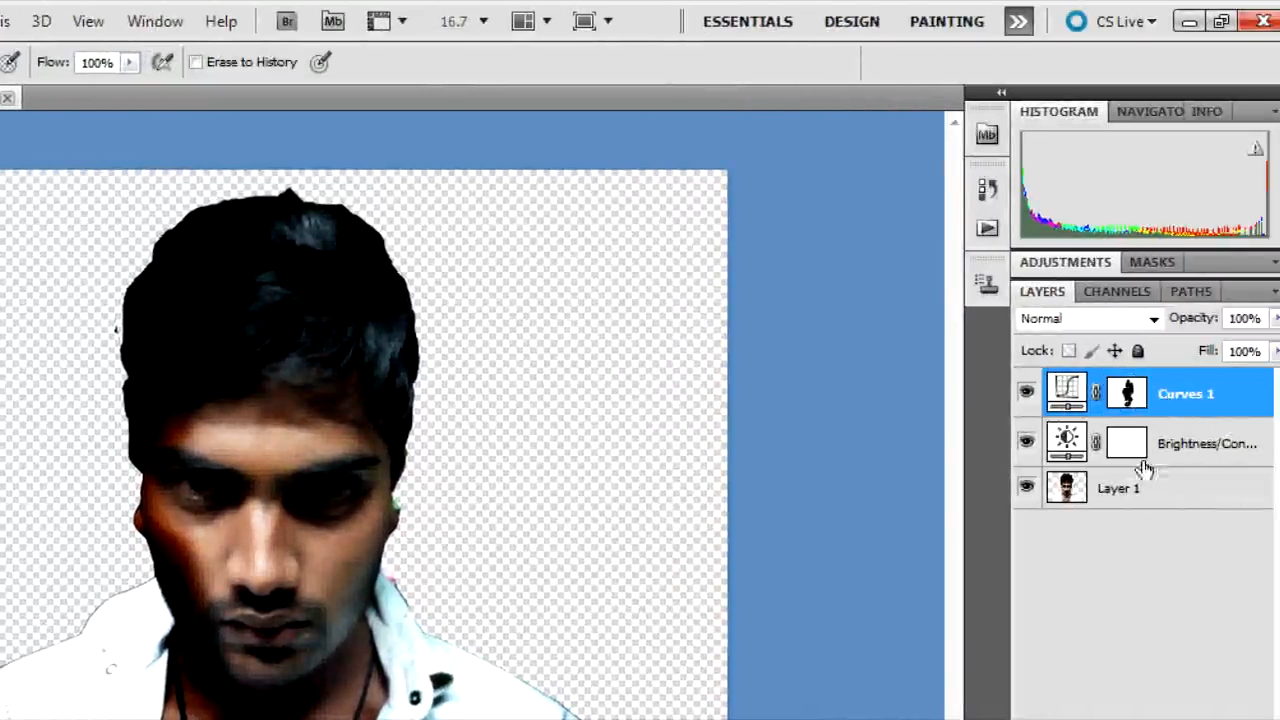 is 3D View Window Help Br Mb 16.7 ESSENTIALS DESIGN PAINTING CS Live
Flow: 100% Erase to History
HISTOGRAM NAVIGATO INFO
Mb
ADJUSTMENTS MASKS
LAYERS CHANNELS PATHS
Normal Opacity: 100%
Lock: Fill: 100%
Curves 1
Brightness/Con...
Layer 1